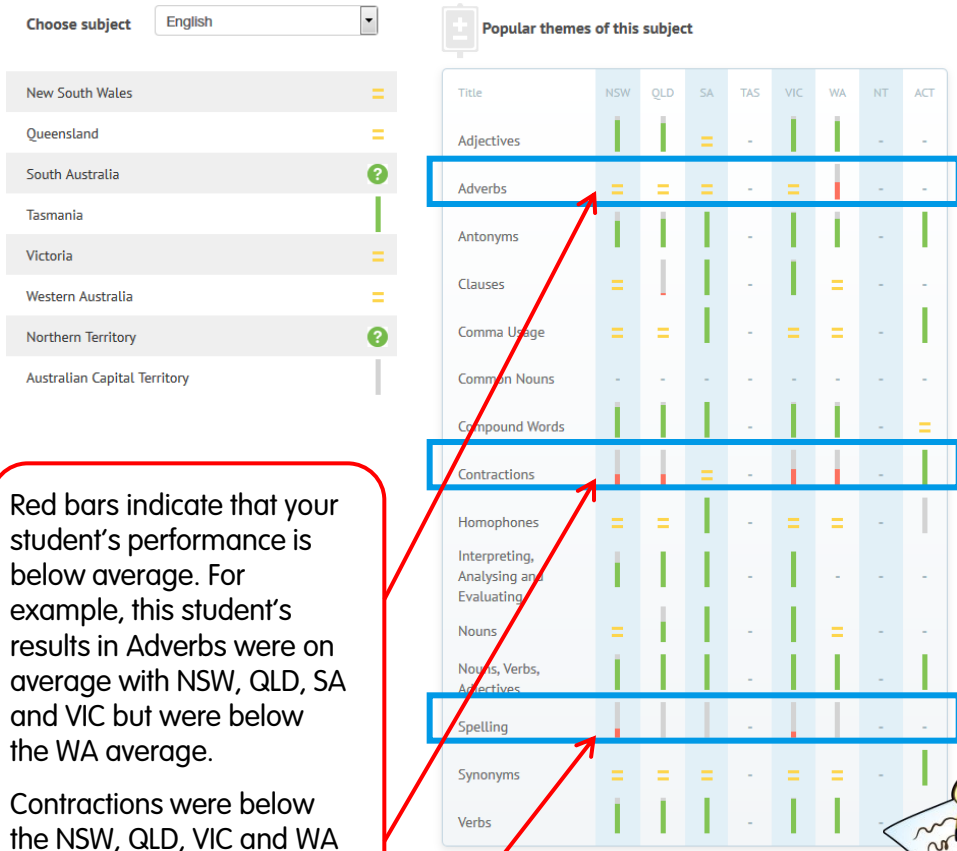 Choose subject English
New South Wales =
Queensland =
South Australia ?
Tasmania
Victoria =
Western Australia =
Northern Territory ?
Australian Capital Territory
Red bars indicate that your
student's performance is
below average. For
example, this student's
results in Adverbs were on
average with NSW, QLD, SA
and VIC but were below
the WA average.
Contractions were below
the NSW, QLD, VIC and WA
Popular themes of this subject
Title NSW QLD SA TAS VIC WA NT ACT
Adjectives = - - -
Adverbs = = = - = - -
Antonyms - -
Clauses = - = - -
Comma Usage = = - = = -
Common Nouns - - - - - - - -
Compound Words - - =
Contractions = - -
Homophones = = - = = -
Interpreting,
Analysing and
Evaluating - - - -
Nouns = - = - -
Nouns, Verbs,
Adjectives - -
Spelling - - -
Synonyms = = = - = = -
Verbs - -